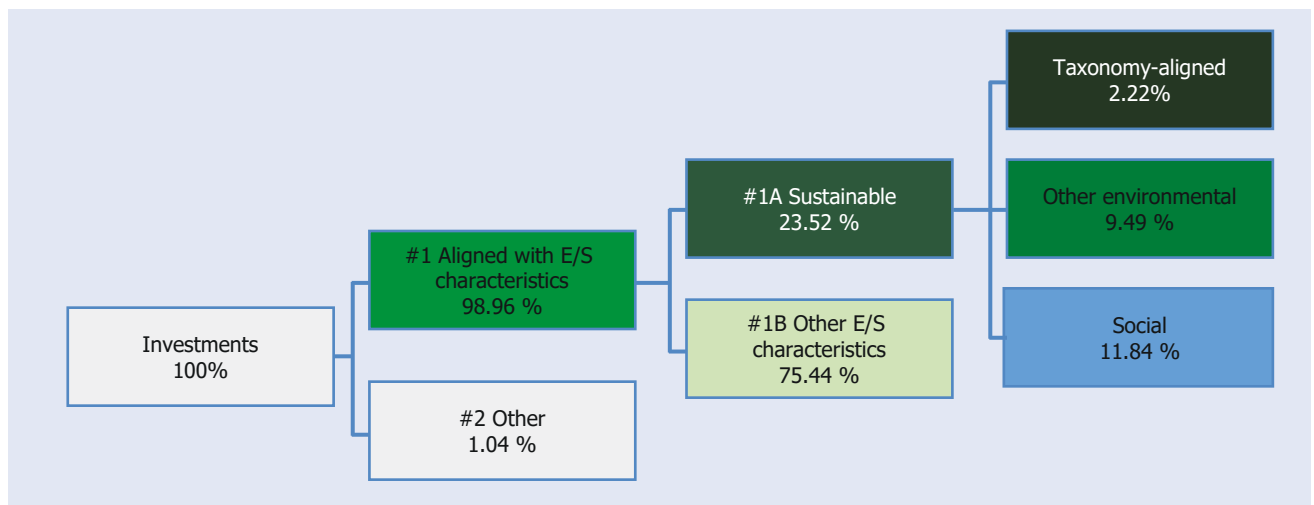 Investments
100%
#1 Aligned with E/S
characteristics
98.96 %
#2 Other
1.04 %
#1A Sustainable
23.52 %
#1B Other E/S
characteristics
75.44 %
Taxonomy-aligned
2.22%
Other environmental
9.49 %
Social
11.84 %